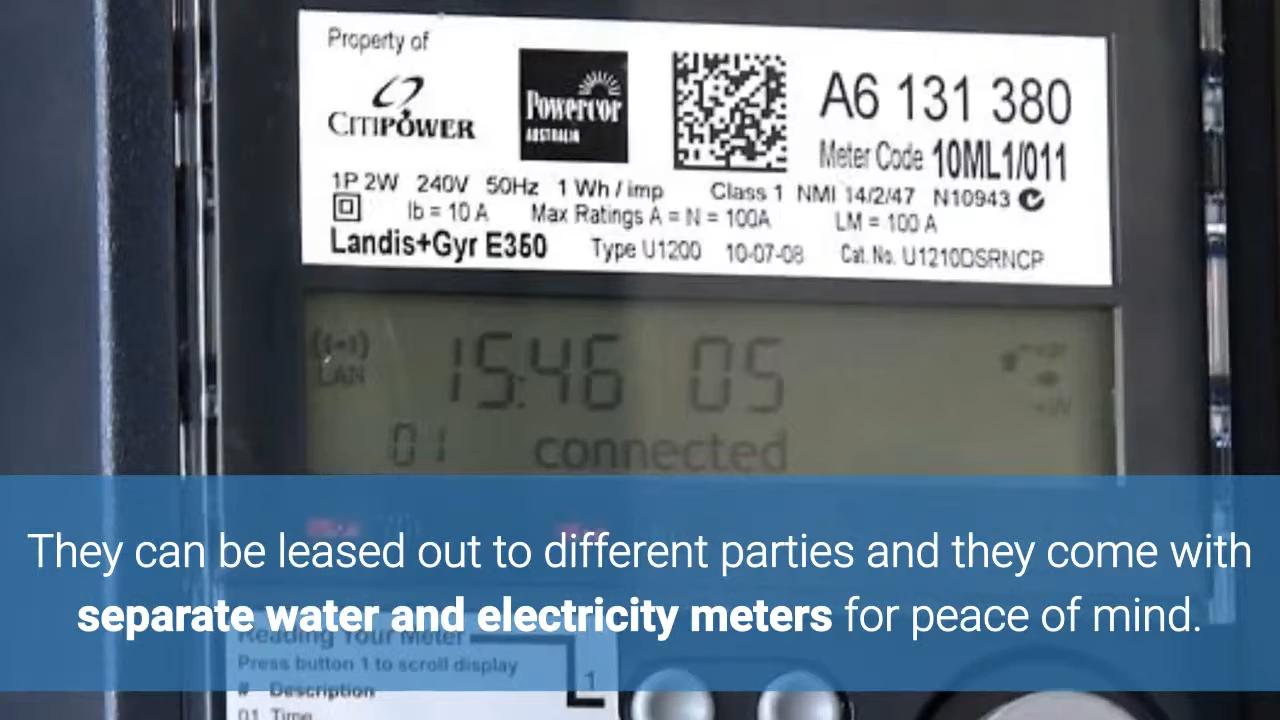 Property of
CITIPOWER
Powercor
AUSTRALIA
A6 131 380
Meter Code 10ML1/011
1P 2W 240V 50Hz 1 Wh / imp Class 1 NMI 14/2/47 N10943
Ib = 10 A Max Ratings A = N = 100A LM = 100 A
Landis+Gyr E350 Type U1200 10-07-08 Cat. No. U1210DSRNCP
((•)) 15:46 05
LAN
01 connected
They can be leased out to different parties and they come with
separate water and electricity meters for peace of mind.
Reading Your Meter
Press button 1 to scroll display
1
# Description
01 Time